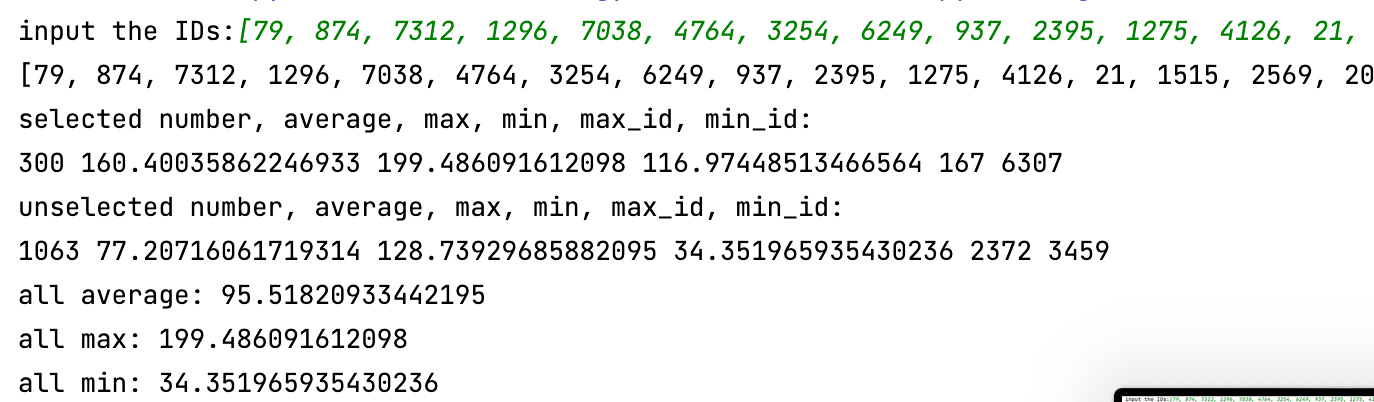 input the IDs:[79, 874, 7312, 1296, 7038, 4764, 3254, 6249, 937, 2395, 1275, 4126, 21,
[79, 874, 7312, 1296, 7038, 4764, 3254, 6249, 937, 2395, 1275, 4126, 21, 1515, 2569, 20
selected number, average, max, min, max_id, min_id:
300 160.40035862246933 199.486091612098 116.97448513466564 167 6307
unselected number, average, max, min, max_id, min_id:
1063 77.20716061719314 128.73929685882095 34.351965935430236 2372 3459
all average: 95.51820933442195
all max: 199.486091612098
all min: 34.351965935430236